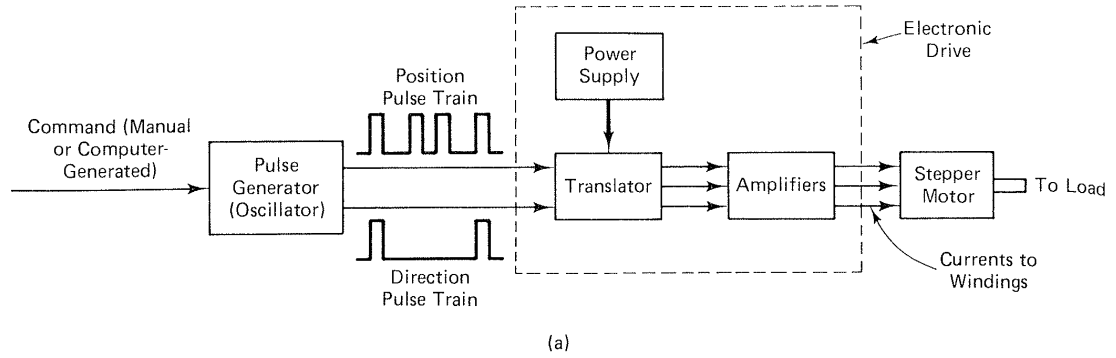 Command (Manual
or Computer-
Generated)
Pulse
Generator
(Oscillator)
Position
Pulse Train
Direction
Pulse Train
Power
Supply
Translator
Amplifiers
Electronic
Drive
Stepper
Motor
To Load
Currents to
Windings
(a)